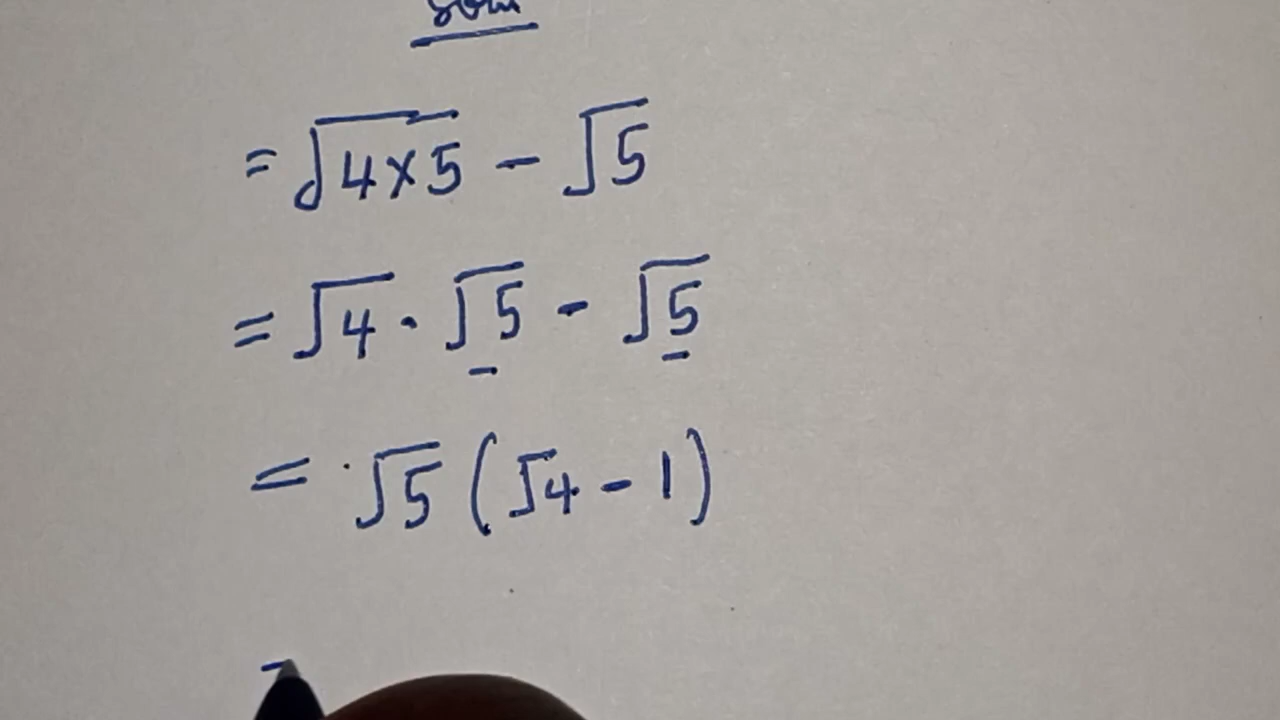 = √4×5 - √5
= √4 · √5 - √5
= √5 (√4 - 1)